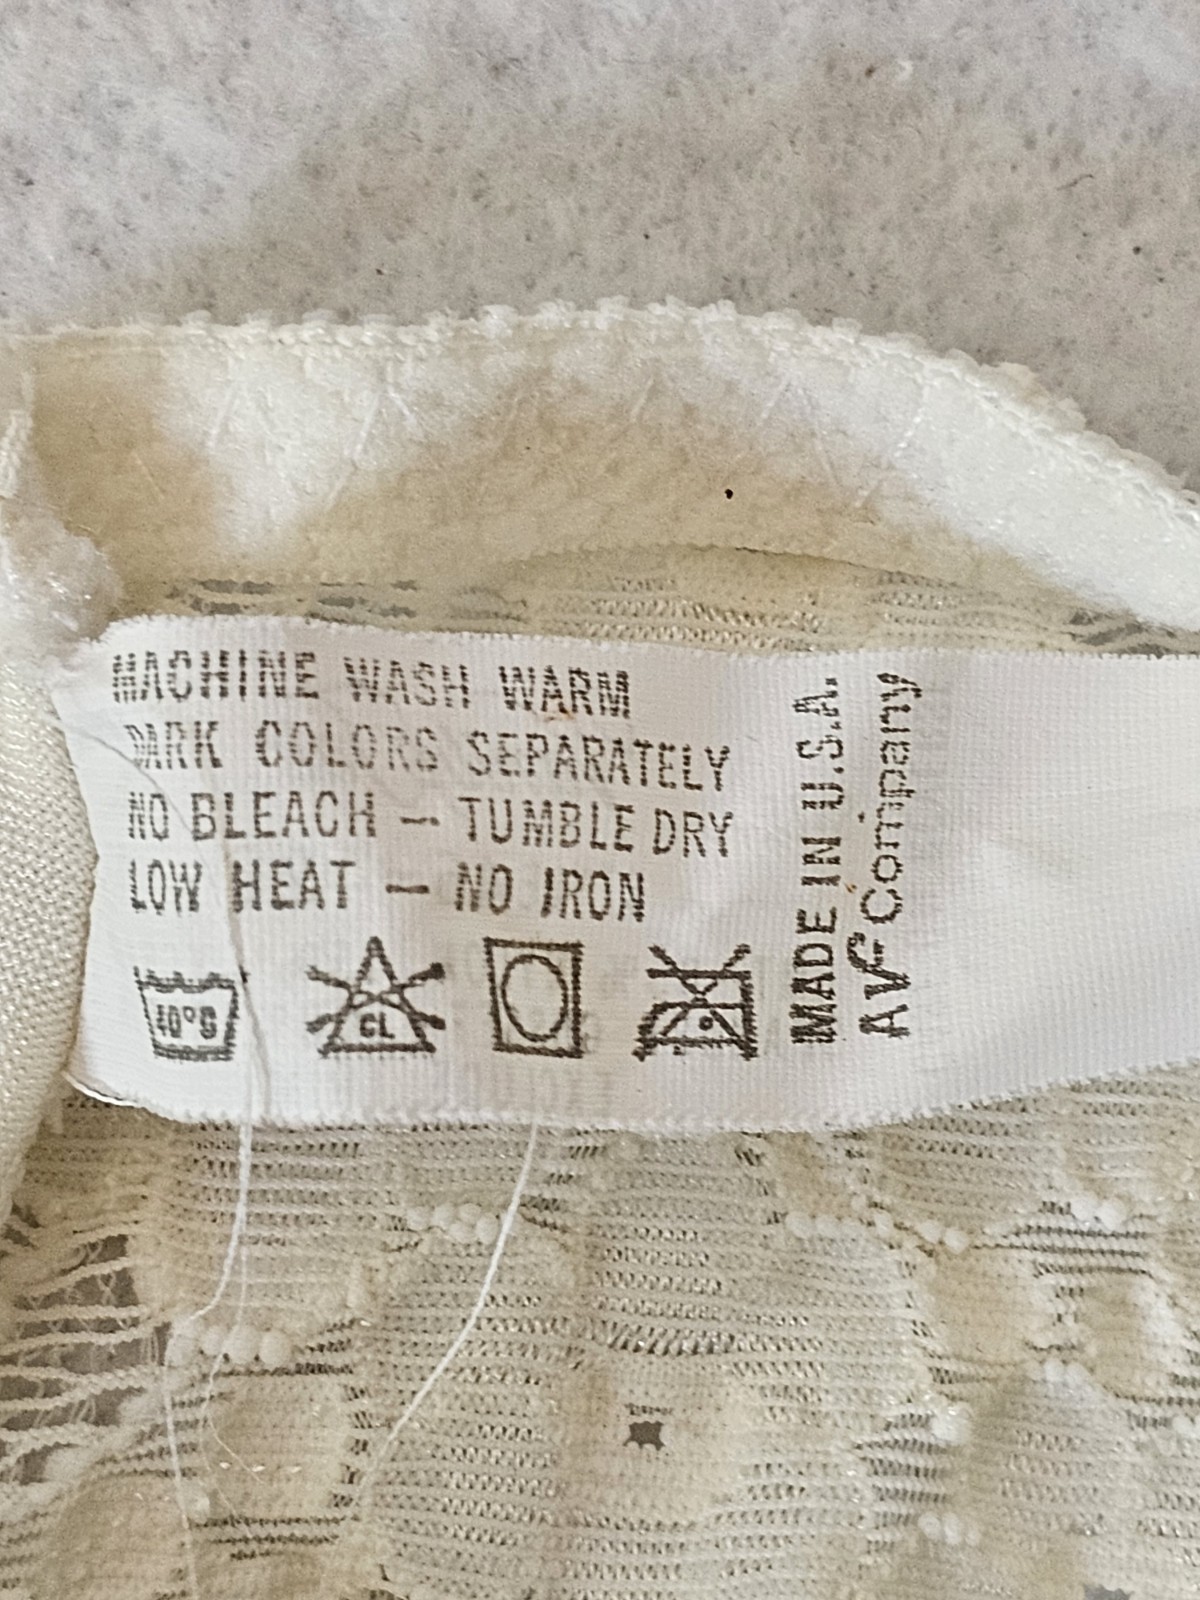 MACHINE WASH WARM
DARK COLORS SEPARATELY
NO BLEACH – TUMBLE DRY
LOW HEAT – NO IRON
40°C
CL
MADE IN U.S.A.
AVC Company